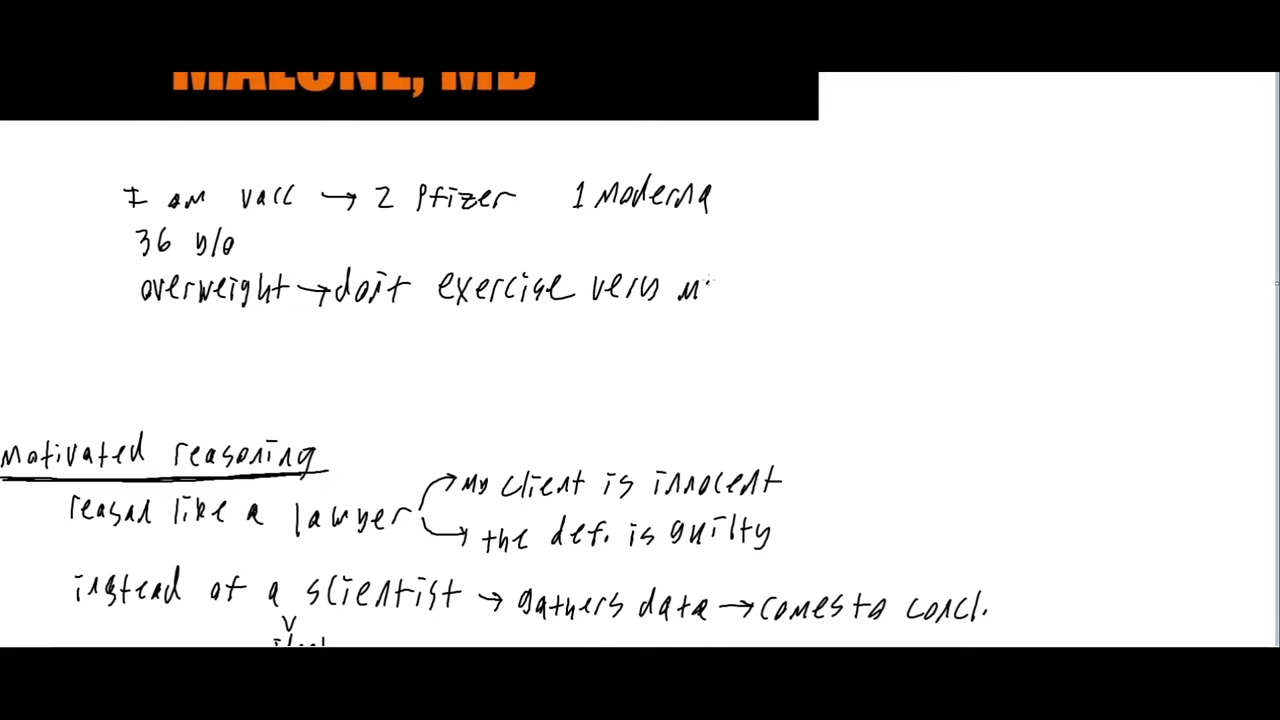 MALONE, MD
I am vacc → 2 Pfizer 1 Moderna
36 y/o
overweight → don't exercise very
motivated reasoning
reason like a lawyer → my client is innocent
→ the def. is guilty
instead of a scientist → gathers data → comes to concl.